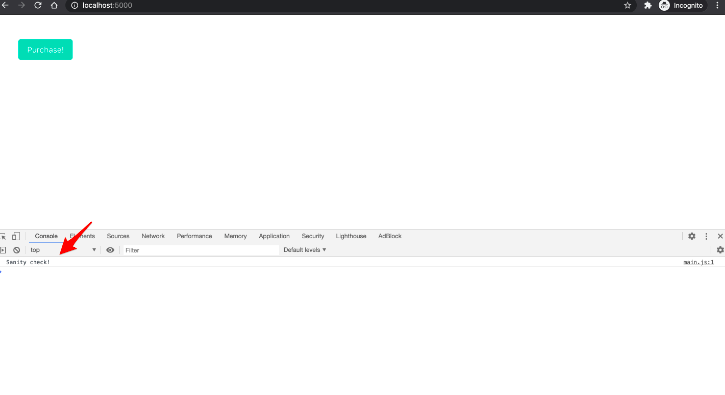 localhost:5000
Incognito
Purchase!
Console Elements Sources Network Performance Memory Application Security Lighthouse AdBlock
top Filter Default levels
Sanity check! main.js:1